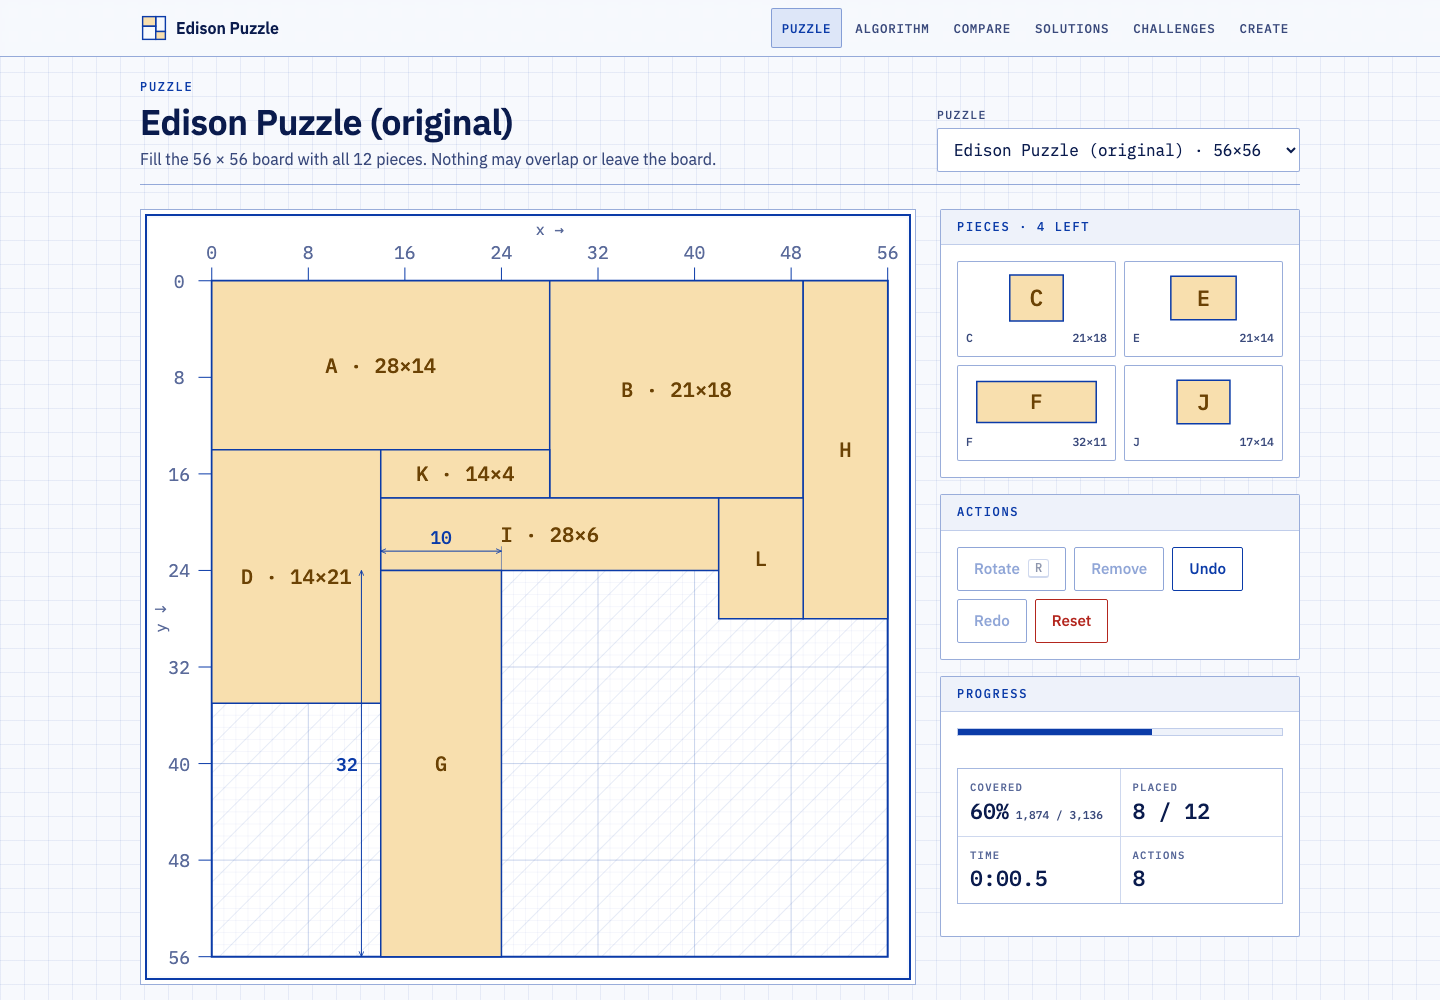 Edison Puzzle
PUZZLE ALGORITHM COMPARE SOLUTIONS CHALLENGES CREATE
PUZZLE
Edison Puzzle (original)
Fill the 56 × 56 board with all 12 pieces. Nothing may overlap or leave the board.
PUZZLE
Edison Puzzle (original) · 56×56
x →
0 8 16 24 32 40 48 56
0
8
16
24
32
40
48
56
y →
A · 28×14
B · 21×18
H
K · 14×4
I · 28×6
10
L
D · 14×21
32
G
PIECES · 4 LEFT
C
C 21×18
E
E 21×14
F
F 32×11
J
J 17×14
ACTIONS
Rotate R Remove Undo
Redo Reset
PROGRESS
COVERED
60% 1,874 / 3,136
PLACED
8 / 12
TIME
0:00.5
ACTIONS
8